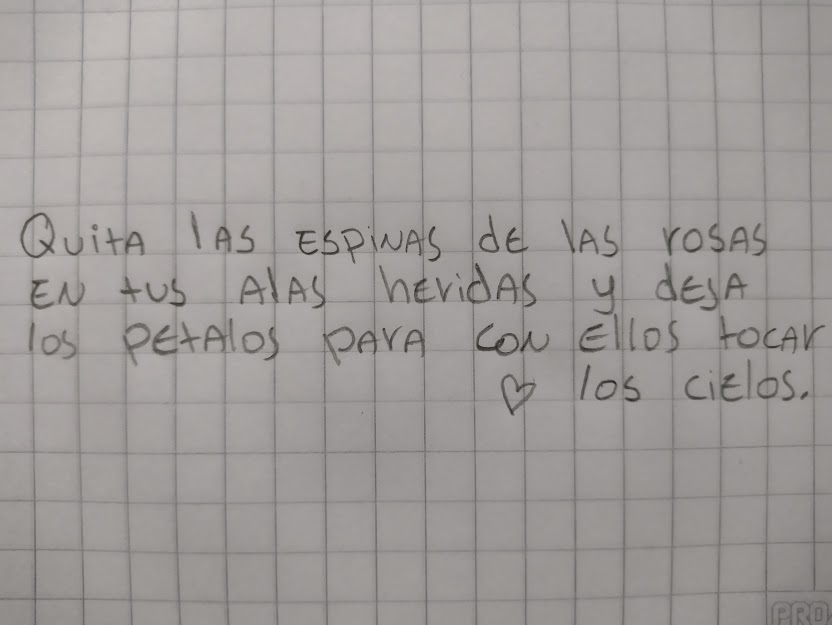 Quita las espinas de las rosas
en tus alas heridas y deja
los petalos para con ellos tocar
♡ los cielos.
PRO